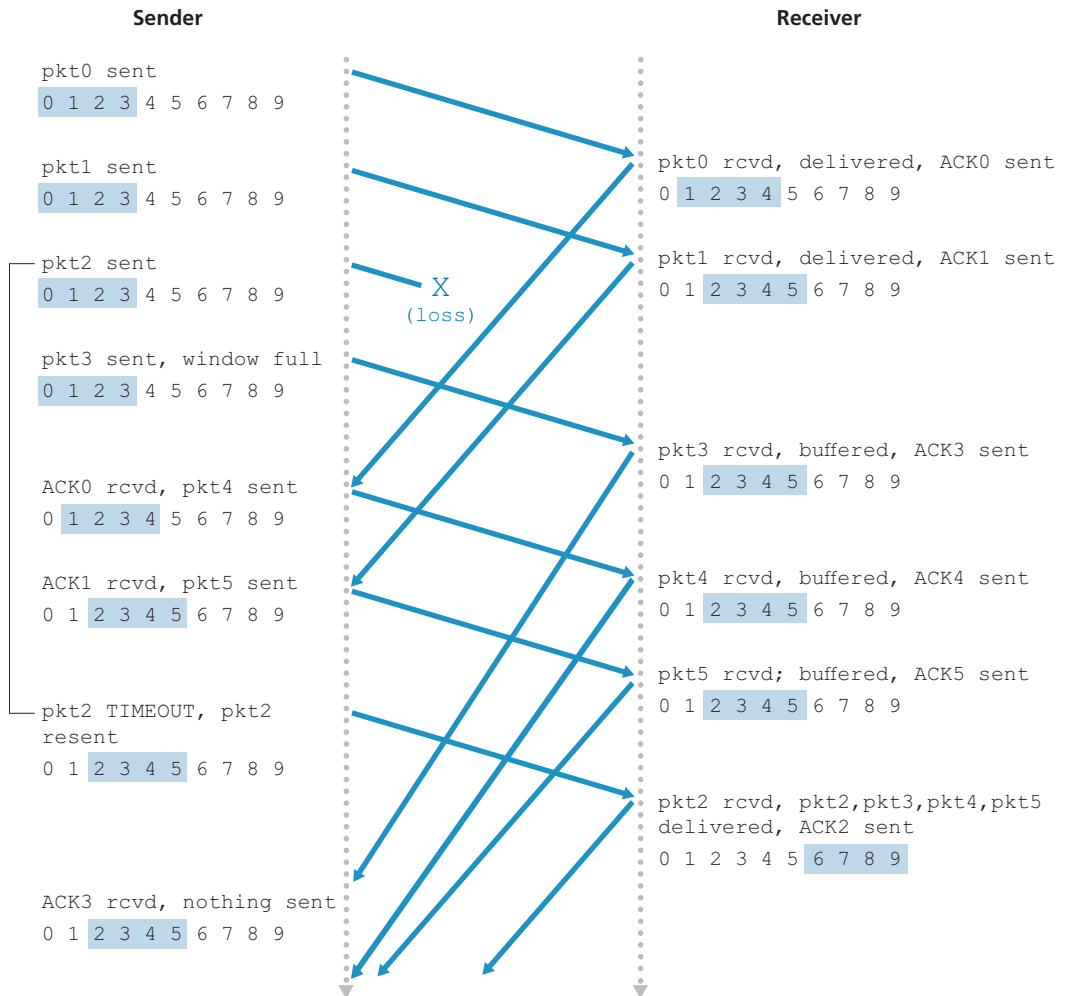 Sender
Receiver
pkt0 sent
0 1 2 3 4 5 6 7 8 9
pkt1 sent
0 1 2 3 4 5 6 7 8 9
pkt2 sent
0 1 2 3 4 5 6 7 8 9
pkt3 sent, window full
0 1 2 3 4 5 6 7 8 9
ACK0 rcvd, pkt4 sent
0 1 2 3 4 5 6 7 8 9
ACK1 rcvd, pkt5 sent
0 1 2 3 4 5 6 7 8 9
pkt2 TIMEOUT, pkt2
resent
0 1 2 3 4 5 6 7 8 9
ACK3 rcvd, nothing sent
0 1 2 3 4 5 6 7 8 9
X
(loss)
pkt0 rcvd, delivered, ACK0 sent
0 1 2 3 4 5 6 7 8 9
pkt1 rcvd, delivered, ACK1 sent
0 1 2 3 4 5 6 7 8 9
pkt3 rcvd, buffered, ACK3 sent
0 1 2 3 4 5 6 7 8 9
pkt4 rcvd, buffered, ACK4 sent
0 1 2 3 4 5 6 7 8 9
pkt5 rcvd; buffered, ACK5 sent
0 1 2 3 4 5 6 7 8 9
pkt2 rcvd, pkt2,pkt3,pkt4,pkt5
delivered, ACK2 sent
0 1 2 3 4 5 6 7 8 9